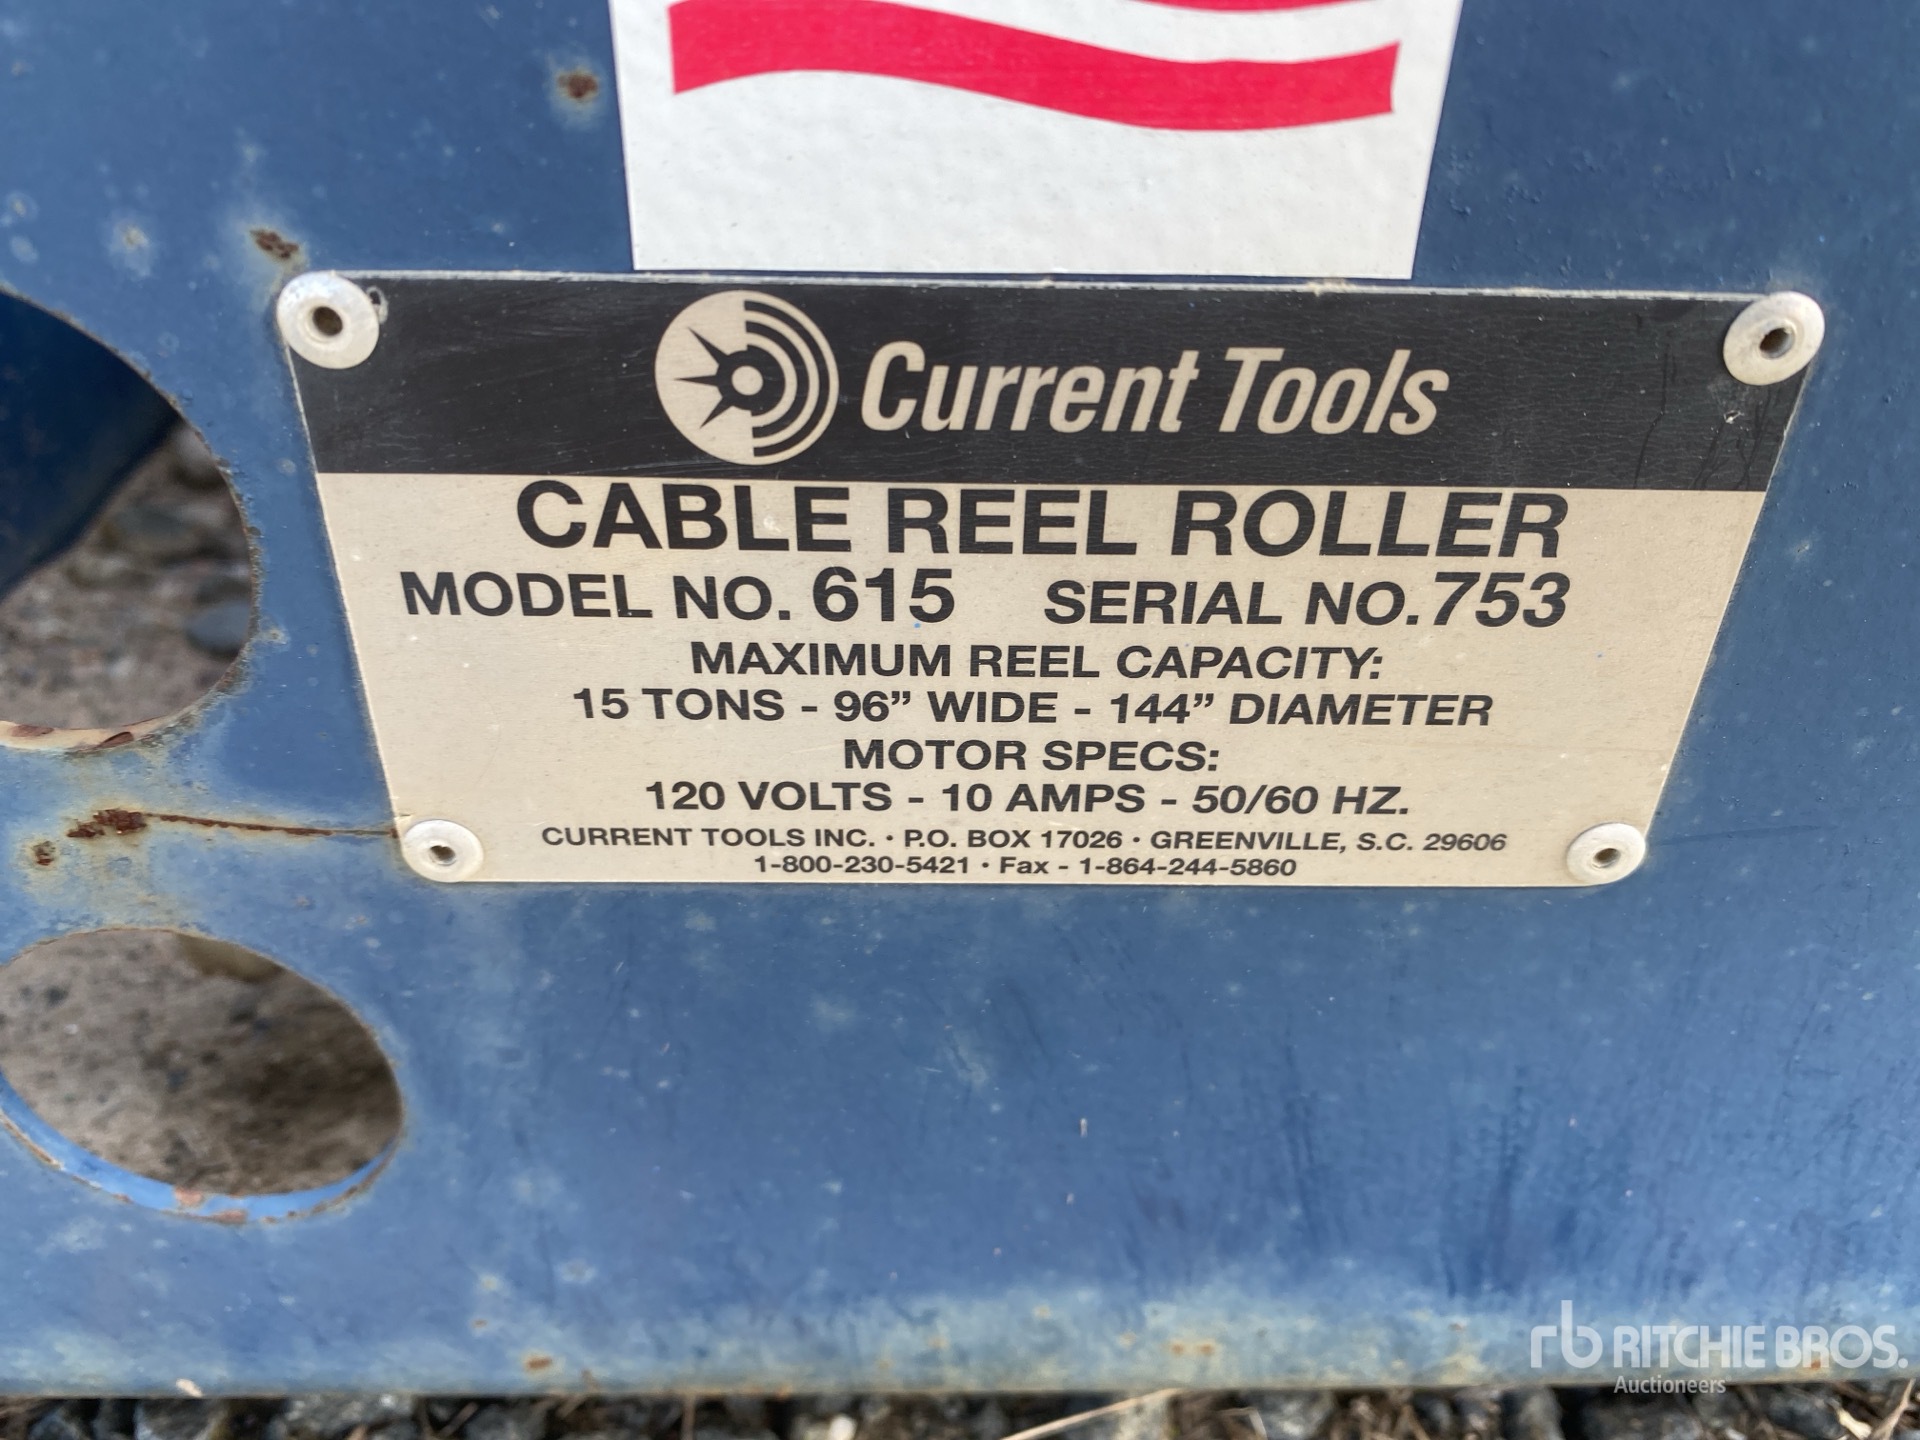 Current Tools
CABLE REEL ROLLER
MODEL NO. 615 SERIAL NO. 753
MAXIMUM REEL CAPACITY:
15 TONS - 96” WIDE - 144” DIAMETER
MOTOR SPECS:
120 VOLTS - 10 AMPS - 50/60 HZ.
CURRENT TOOLS INC. · P.O. BOX 17026 · GREENVILLE, S.C. 29606
1-800-230-5421 · Fax - 1-864-244-5860
rb RITCHIE BROS.
Auctioneers